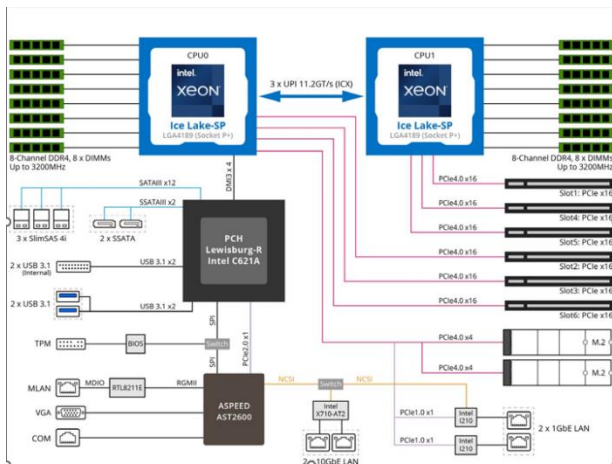 CPU0
CPU1
intel.
XEON
Ice Lake-SP
LGA4189 (Socket P+)
3 x UPI 11.2GT/s (ICX)
intel.
XEON
Ice Lake-SP
LGA4189 (Socket P+)
8-Channel DDR4, 8 x DIMMs
Up to 3200MHz
8-Channel DDR4, 8 x DIMMs
Up to 3200MHz
DMI3 x 4
SATAIII x12
SSATAIII x2
3 x SlimSAS 4i
2 x SSATA
PCIe4.0 x16
Slot1: PCIe x16
PCIe4.0 x16
Slot4: PCIe x16
PCIe4.0 x16
Slot5: PCIe x16
PCIe4.0 x16
Slot2: PCIe x16
PCIe4.0 x16
Slot3: PCIe x16
PCIe4.0 x16
Slot6: PCIe x16
PCH
Lewisburg-R
Intel C621A
2 x USB 3.1
(Internal)
USB 3.1 x2
2 x USB 3.1
USB 3.1 x2
SPI
PCIe2.0 x1
TPM
BIOS
Switch
SPI
PCIe4.0 x4
M.2
PCIe4.0 x4
M.2
MLAN
MDIO
RTL8211E
RGMII
VGA
COM
ASPEED
AST2600
NCSI
Switch
NCSI
Intel
X710-AT2
2 x 10GbE LAN
PCIe1.0 x1
Intel
I210
PCIe1.0 x1
Intel
I210
2 x 1GbE LAN